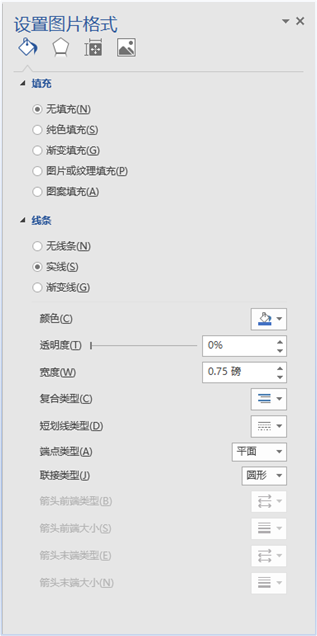 设置图片格式
填充
无填充(N)
纯色填充(S)
渐变填充(G)
图片或纹理填充(P)
图案填充(A)
线条
无线条(N)
实线(S)
渐变线(G)
颜色(C)
透明度(T) 0%
宽度(W) 0.75 磅
复合类型(C)
短划线类型(D)
端点类型(A) 平面
联接类型(J) 圆形
箭头前端类型(B)
箭头前端大小(S)
箭头末端类型(E)
箭头末端大小(N)